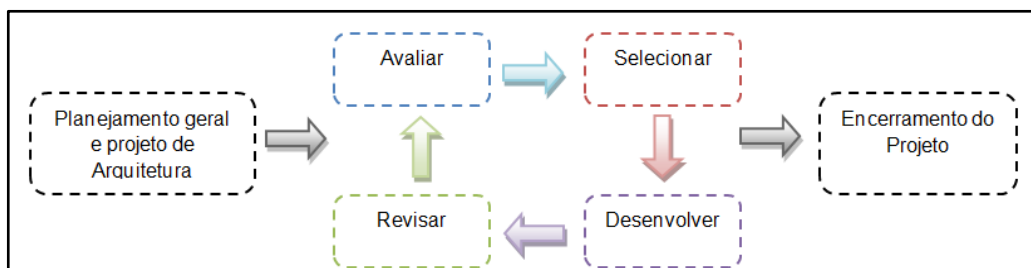 Planejamento geral
e projeto de
Arquitetura
Avaliar
Selecionar
Revisar
Desenvolver
Encerramento do
Projeto